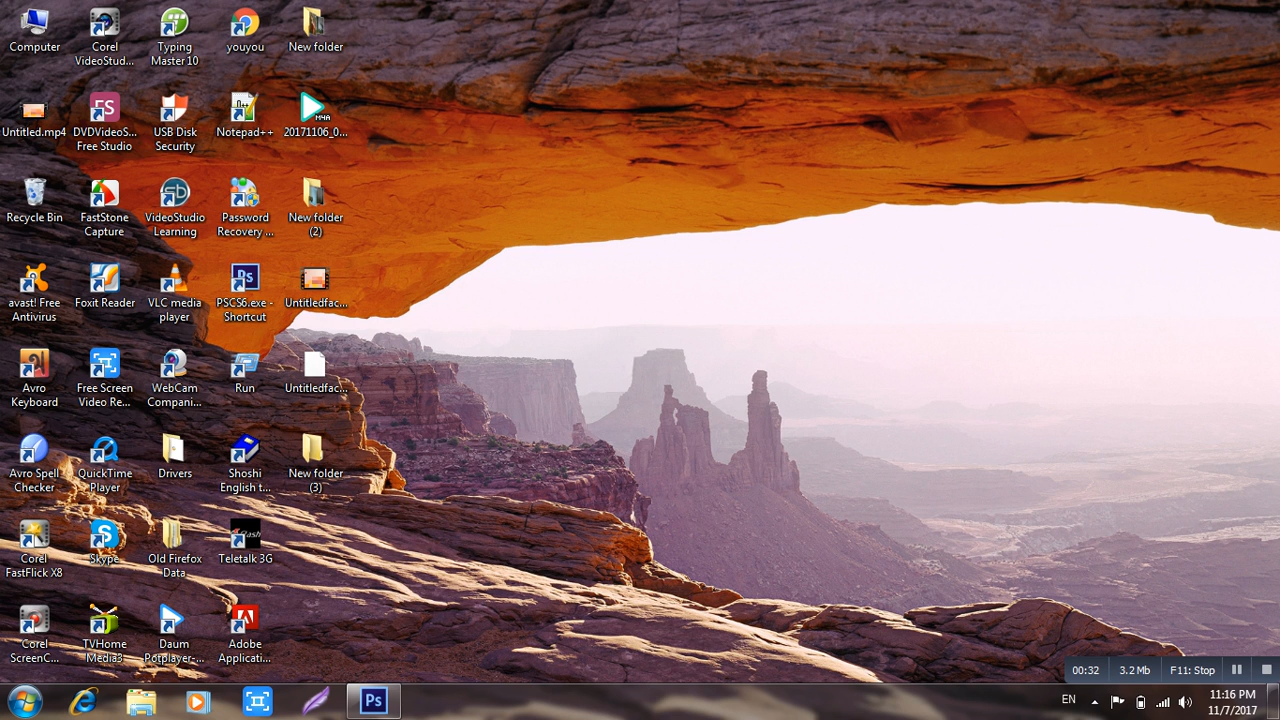 Computer
Corel
VideoStud...
Typing
Master 10
youyou
New folder
Untitled.mp4
DVDVideoS...
Free Studio
USB Disk
Security
Notepad++
M4A
20171106_0...
Recycle Bin
FastStone
Capture
VideoStudio
Learning
Password
Recovery ...
New folder
(2)
avast! Free
Antivirus
Foxit Reader
VLC media
player
Ps
PSCS6.exe -
Shortcut
Untitledfac...
Avro
Keyboard
Free Screen
Video Re...
WebCam
Compani...
Run
Untitledfac...
Avro Spell
Checker
QuickTime
Player
Drivers
Shoshi
English t...
New folder
(3)
Corel
FastFlick X8
Skype
Old Firefox
Data
Teletalk 3G
Corel
ScreenC...
TVHome
Media3
Daum
Potplayer-...
Adobe
Applicati...
00:32
3.2 Mb
F11: Stop
Ps
EN
11:16 PM
11/7/2017